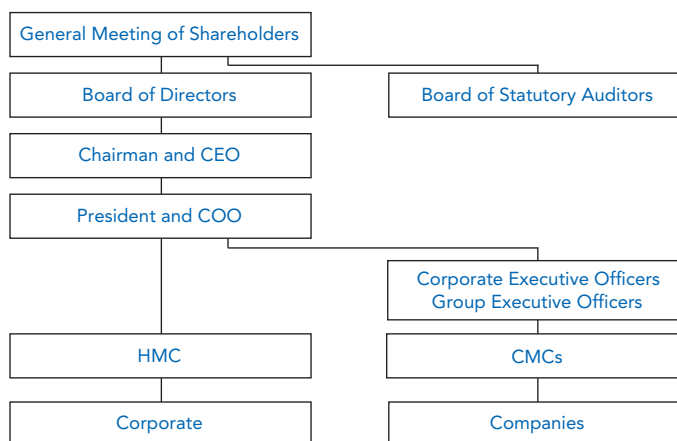 General Meeting of Shareholders
Board of Directors
Board of Statutory Auditors
Chairman and CEO
President and COO
Corporate Executive Officers
Group Executive Officers
HMC
CMCs
Corporate
Companies